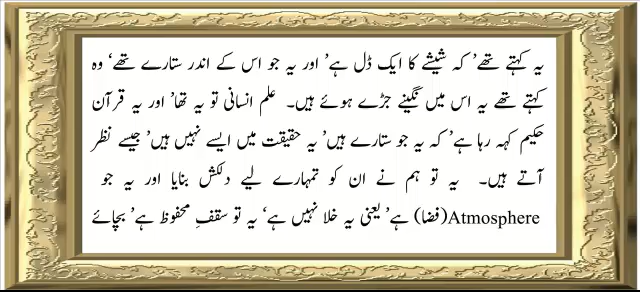 یہ کہتے تھے’ کہ شیشے کا ایک ڈل ہے’ اور یہ جو اس کے اندر ستارے تھے‘ وہ
کہتے تھے یہ اس میں نگینے جڑے ہوئے ہیں۔ علم انسانی تو یہ تھا’ اور یہ قرآن
حکیم کہہ رہا ہے’ کہ یہ جو ستارے ہیں’ یہ حقیقت میں ایسے نہیں ہیں’ جیسے نظر
آتے ہیں۔ یہ تو ہم نے ان کو تمہارے لیے دلکش بنایا اور یہ جو
Atmosphere(فضا) ہے’ یعنی یہ خلا نہیں ہے‘ یہ تو سقفِ محفوظ ہے’ بچائے